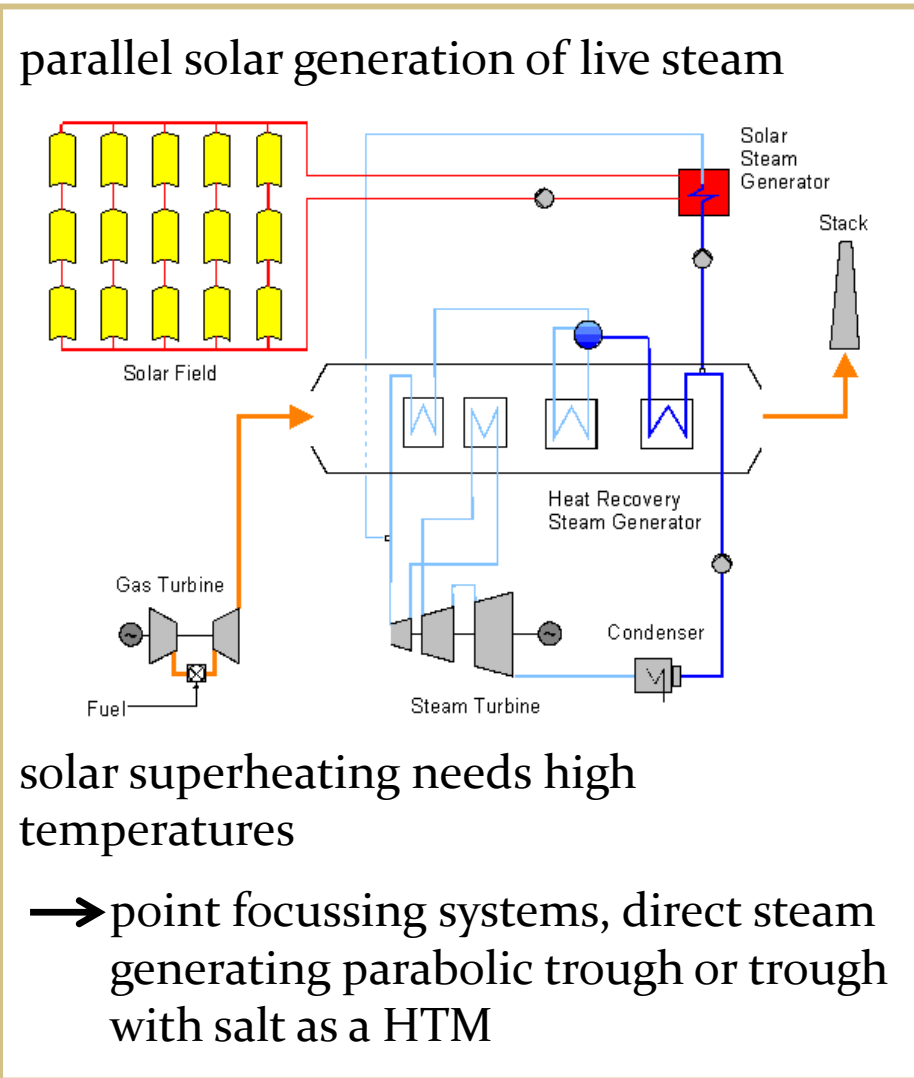 parallel solar generation of live steam
Solar
Steam
Generator
Stack
Solar Field
Heat Recovery
Steam Generator
Gas Turbine
~
~
Condenser
Fuel
Steam Turbine
solar superheating needs high
temperatures
→ point focussing systems, direct steam
generating parabolic trough or trough
with salt as a HTM